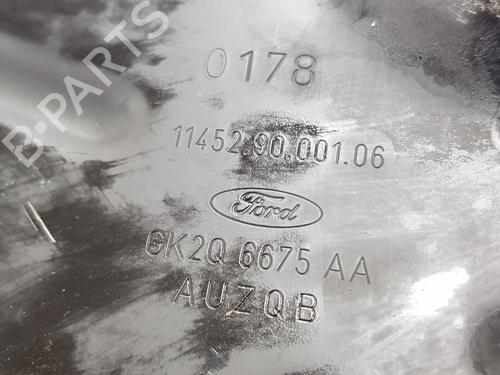 0178
11452.90.001.06
Ford
GK2Q 6675 AA
AUZQB
B-PARTS